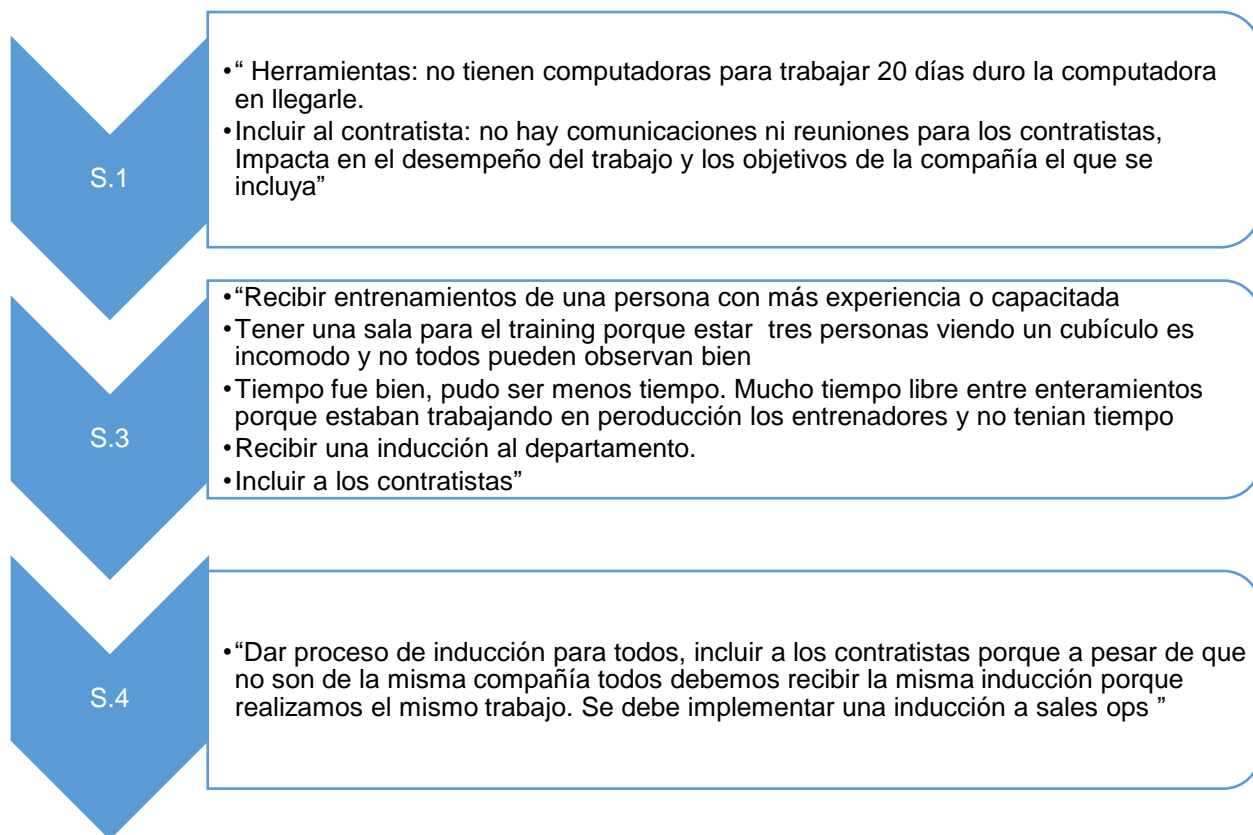 S.1
•“ Herramientas: no tienen computadoras para trabajar 20 días duro la computadora
en llegarle.
•Incluir al contratista: no hay comunicaciones ni reuniones para los contratistas,
Impacta en el desempeño del trabajo y los objetivos de la compañía el que se
incluya”
S.3
•“Recibir entrenamientos de una persona con más experiencia o capacitada
•Tener una sala para el training porque estar  tres personas viendo un cubículo es
incomodo y no todos pueden observan bien
•Tiempo fue bien, pudo ser menos tiempo. Mucho tiempo libre entre enteramientos
porque estaban trabajando en peroducción los entrenadores y no tenian tiempo
•Recibir una inducción al departamento.
•Incluir a los contratistas”
S.4
•“Dar proceso de inducción para todos, incluir a los contratistas porque a pesar de que
no son de la misma compañía todos debemos recibir la misma inducción porque
realizamos el mismo trabajo. Se debe implementar una inducción a sales ops ”